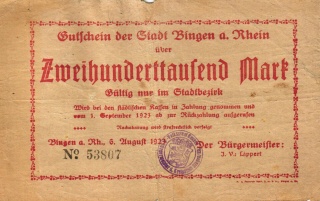 Gutschein der Stadt Bingen a. Rhein
über
Zweihunderttausend Mark
Gültig nur im Stadtbezirk
Wird bei den städtischen Kassen in Zahlung genommen und
vom 1. September 1923 ab zur Rückzahlung aufgerufen
Nachahmung wird strafrechtlich verfolgt
Bingen a. Rh., 6. August 1923
Der Bürgermeister:
J. V.: Lippert
№ 53807